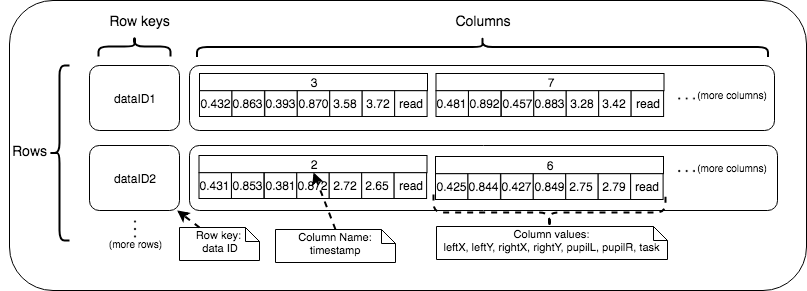 Row keys
Columns
Rows
dataID1
3
0.432 0.863 0.393 0.870 3.58 3.72 read
7
0.481 0.892 0.457 0.883 3.28 3.42 read
...(more columns)
dataID2
2
0.431 0.853 0.381 0.872 2.72 2.65 read
6
0.425 0.844 0.427 0.849 2.75 2.79 read
...(more columns)
(more rows)
Row key:
data ID
Column Name:
timestamp
Column values:
leftX, leftY, rightX, rightY, pupilL, pupilR, task